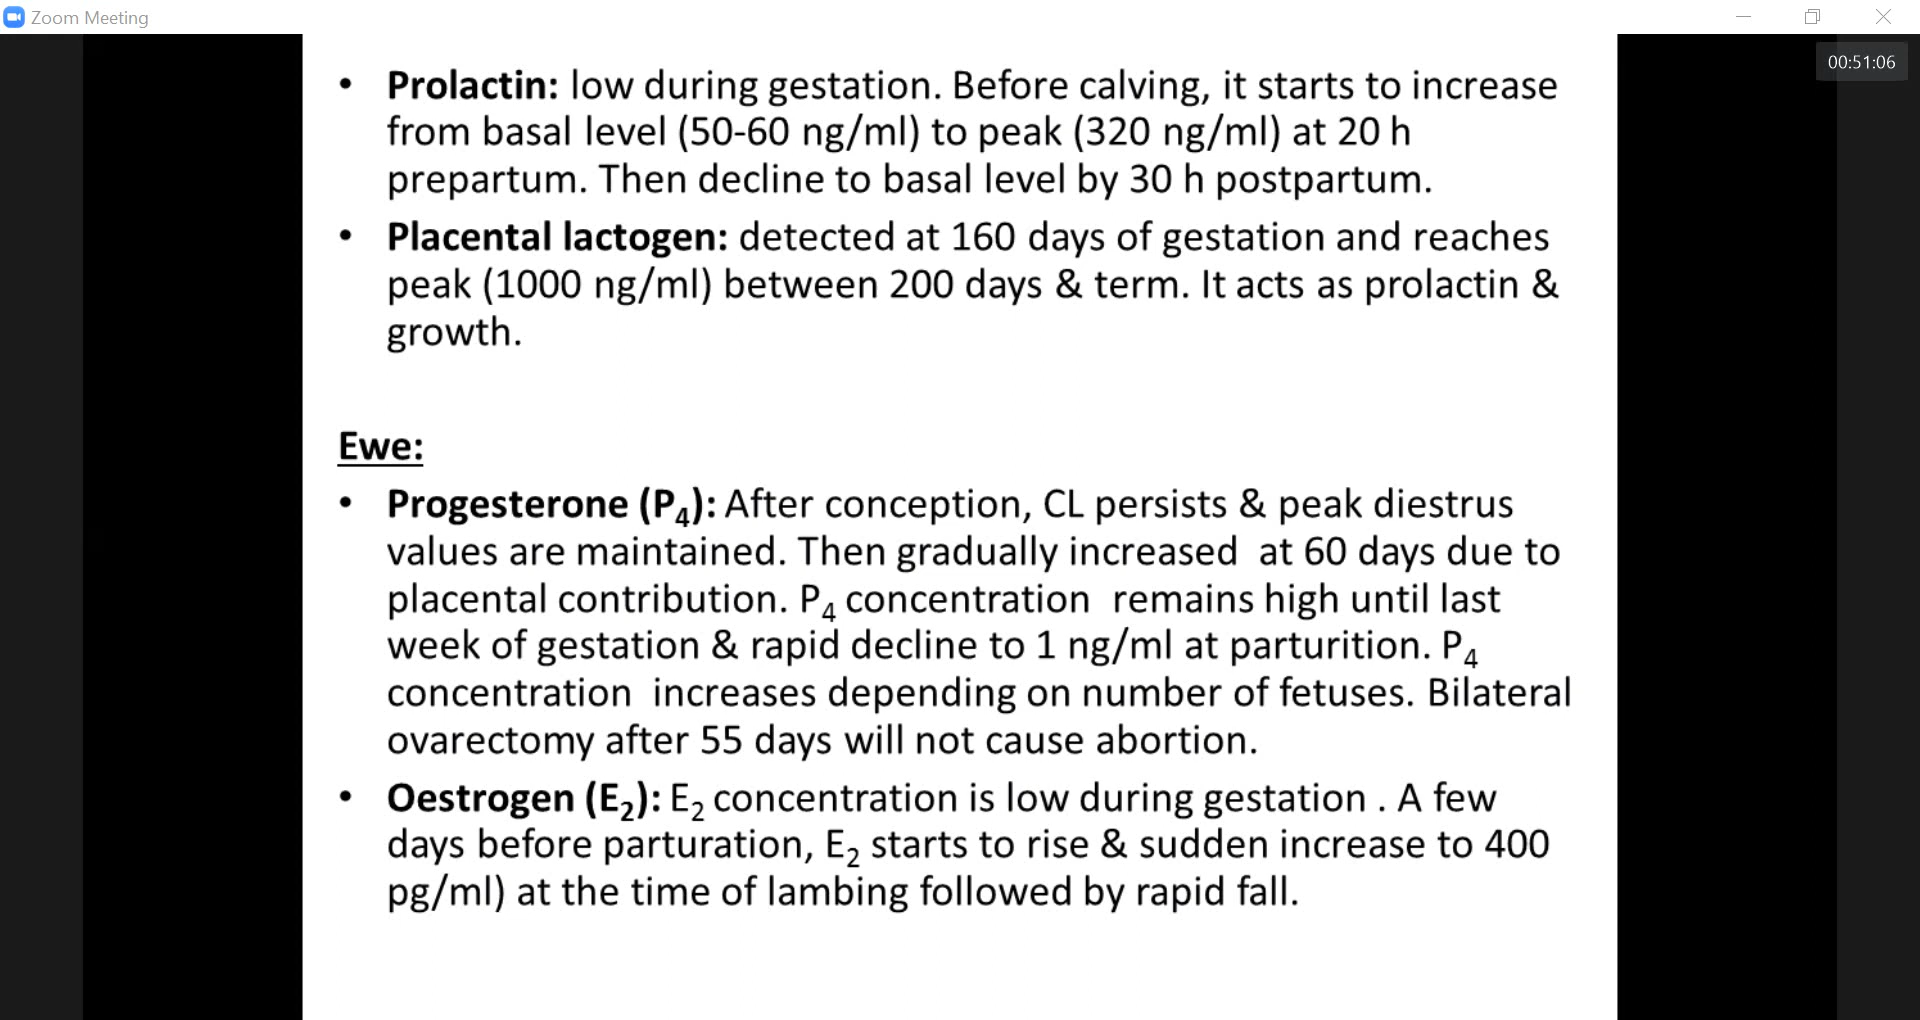 Zoom Meeting
00:51:06
• Prolactin: low during gestation. Before calving, it starts to increase
from basal level (50-60 ng/ml) to peak (320 ng/ml) at 20 h
prepartum. Then decline to basal level by 30 h postpartum.
• Placental lactogen: detected at 160 days of gestation and reaches
peak (1000 ng/ml) between 200 days & term. It acts as prolactin &
growth.
Ewe:
• Progesterone (P₄): After conception, CL persists & peak diestrus
values are maintained. Then gradually increased at 60 days due to
placental contribution. P₄ concentration remains high until last
week of gestation & rapid decline to 1 ng/ml at parturition. P₄
concentration increases depending on number of fetuses. Bilateral
ovarectomy after 55 days will not cause abortion.
• Oestrogen (E₂): E₂ concentration is low during gestation . A few
days before parturation, E₂ starts to rise & sudden increase to 400
pg/ml) at the time of lambing followed by rapid fall.